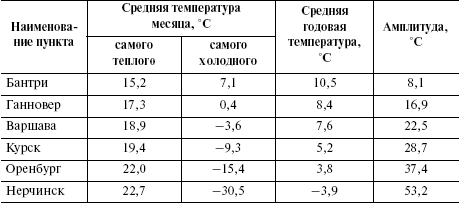 Наименова-
ние пункта
Средняя температура
месяца, °С
самого
теплого
самого
холодного
Средняя
годовая
температура,
°С
Амплитуда,
°С
Бантри 15,2 7,1 10,5 8,1
Ганновер 17,3 0,4 8,4 16,9
Варшава 18,9 −3,6 7,6 22,5
Курск 19,4 −9,3 5,2 28,7
Оренбург 22,0 −15,4 3,8 37,4
Нерчинск 22,7 −30,5 −3,9 53,2